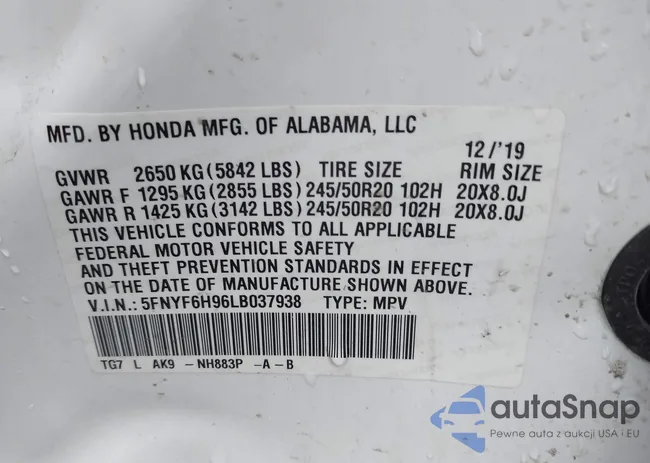 MFD. BY HONDA MFG. OF ALABAMA, LLC
12/'19
GVWR 2650 KG (5842 LBS) TIRE SIZE RIM SIZE
GAWR F 1295 KG (2855 LBS) 245/50R20 102H 20X8.0J
GAWR R 1425 KG (3142 LBS) 245/50R20 102H 20X8.0J
THIS VEHICLE CONFORMS TO ALL APPLICABLE
FEDERAL MOTOR VEHICLE SAFETY
AND THEFT PREVENTION STANDARDS IN EFFECT
ON THE DATE OF MANUFACTURE SHOWN ABOVE.
V.I.N.: 5FNYF6H96LB037938 TYPE: MPV
TG7 L AK9 -NH883P -A-B
autaSnap
Pewne auta z aukcji USA i EU